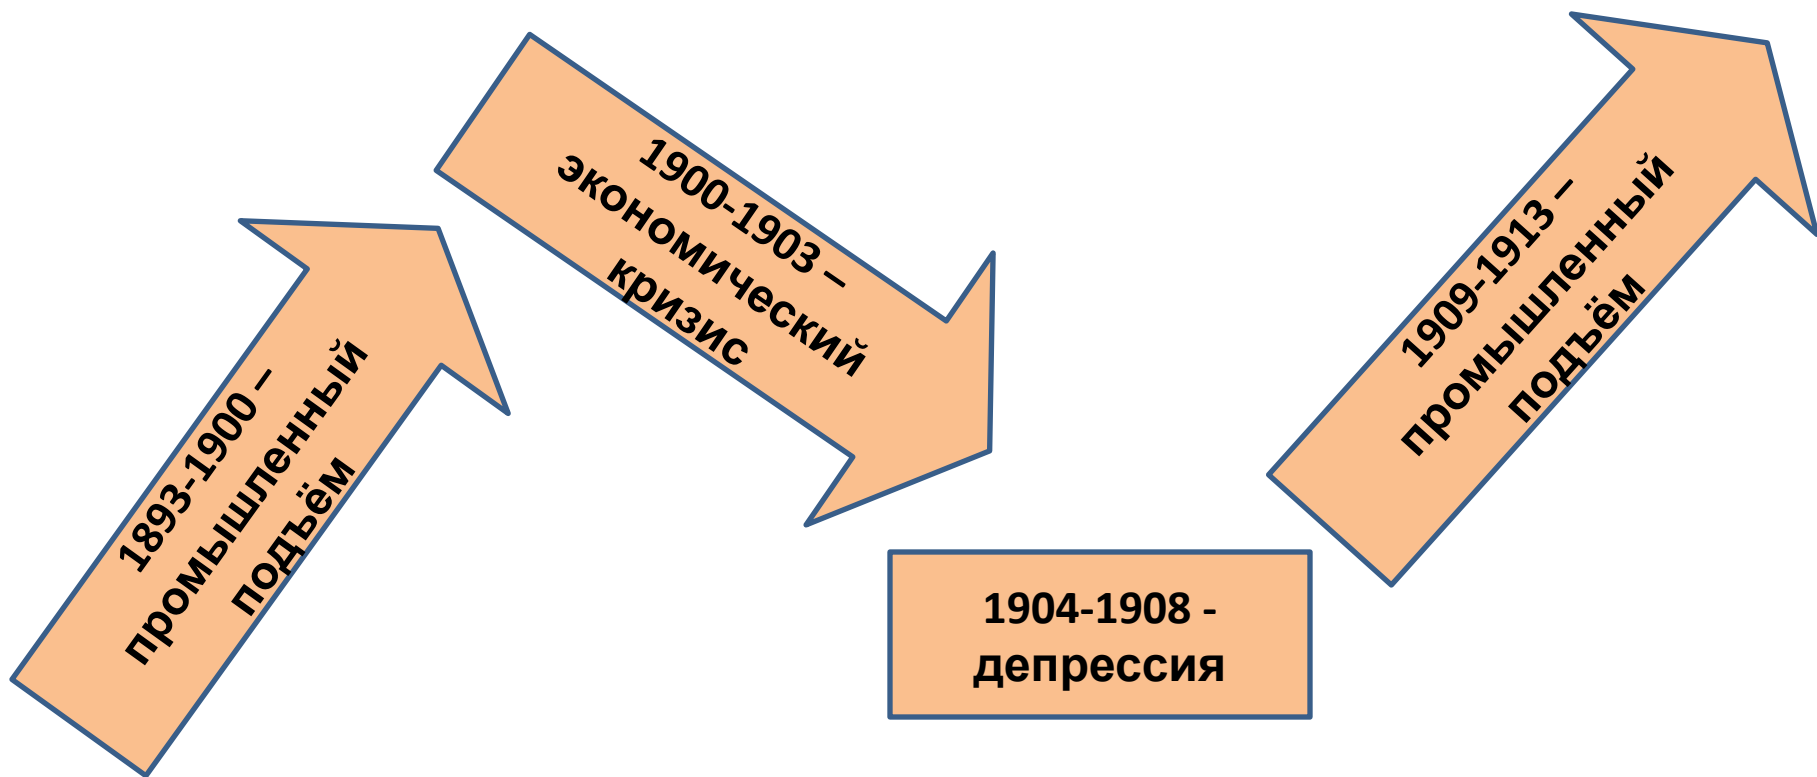 1893-1900 –
промышленный
подъём
1900-1903 –
экономический
кризис
1904-1908 -
депрессия
1909-1913 –
промышленный
подъём